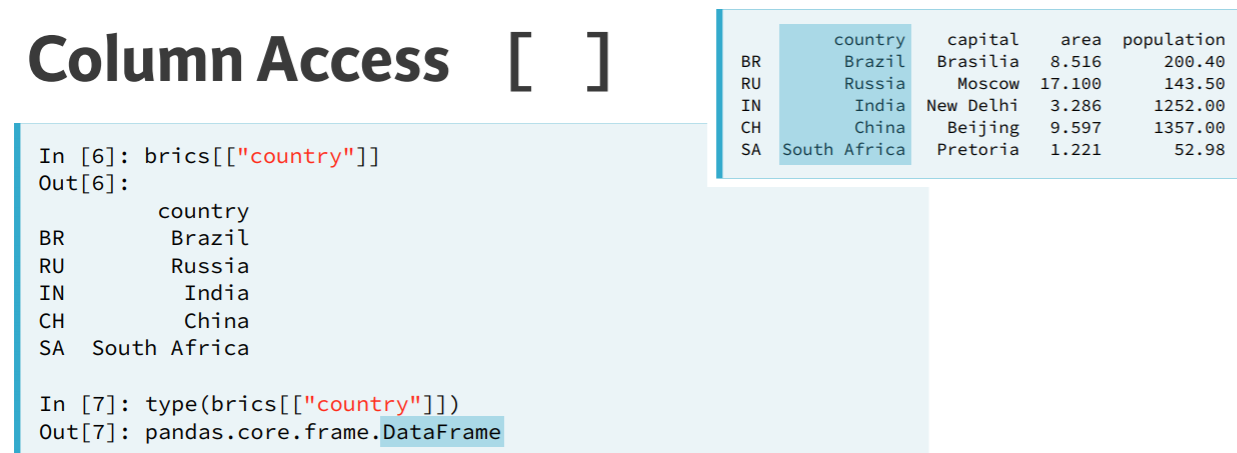 Column Access [ ]
country capital area population
BR Brazil Brasilia 8.516 200.40
RU Russia Moscow 17.100 143.50
IN India New Delhi 3.286 1252.00
CH China Beijing 9.597 1357.00
SA South Africa Pretoria 1.221 52.98
In [6]: brics[["country"]]
Out[6]:
country
BR Brazil
RU Russia
IN India
CH China
SA South Africa
In [7]: type(brics[["country"]])
Out[7]: pandas.core.frame.DataFrame